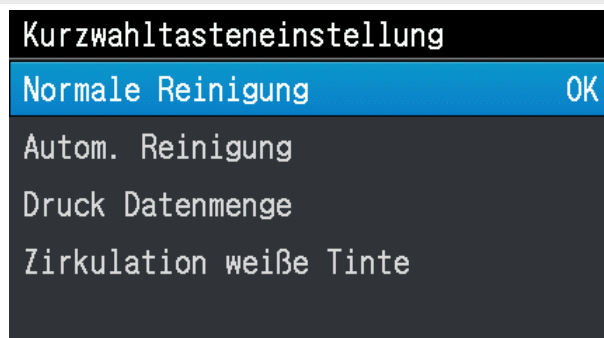 Kurzwahltasteneinstellung
Normale Reinigung OK
Autom. Reinigung
Druck Datenmenge
Zirkulation weiße Tinte